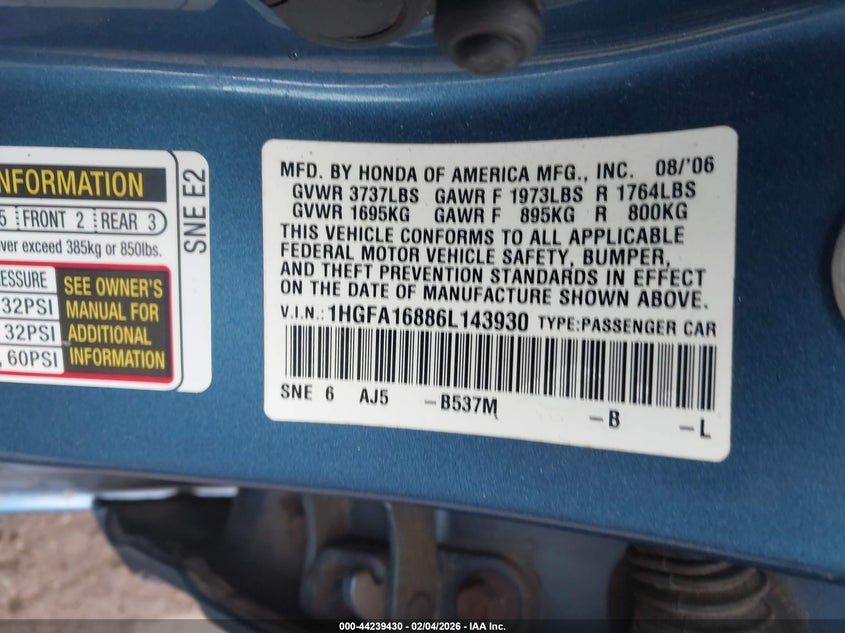 NFORMATION
5 FRONT 2 REAR 3
ver exceed 385kg or 850lbs.
RESSURE
32PSI
32PSI
, 60PSI
SEE OWNER'S
MANUAL FOR
ADDITIONAL
INFORMATION
SNE E2
MFD. BY HONDA OF AMERICA MFG., INC. 08/'06
GVWR 3737LBS GAWR F 1973LBS R 1764LBS
GVWR 1695KG GAWR F 895KG R 800KG
THIS VEHICLE CONFORMS TO ALL APPLICABLE
FEDERAL MOTOR VEHICLE SAFETY, BUMPER,
AND THEFT PREVENTION STANDARDS IN EFFECT
ON THE DATE OF MANUFACTURE SHOWN ABOVE.
V.I.N.: 1HGFA16886L143930 TYPE:PASSENGER CAR
SNE 6 AJ5 -B537M -B -L
000-44239430 - 02/04/2026 - IAA Inc.